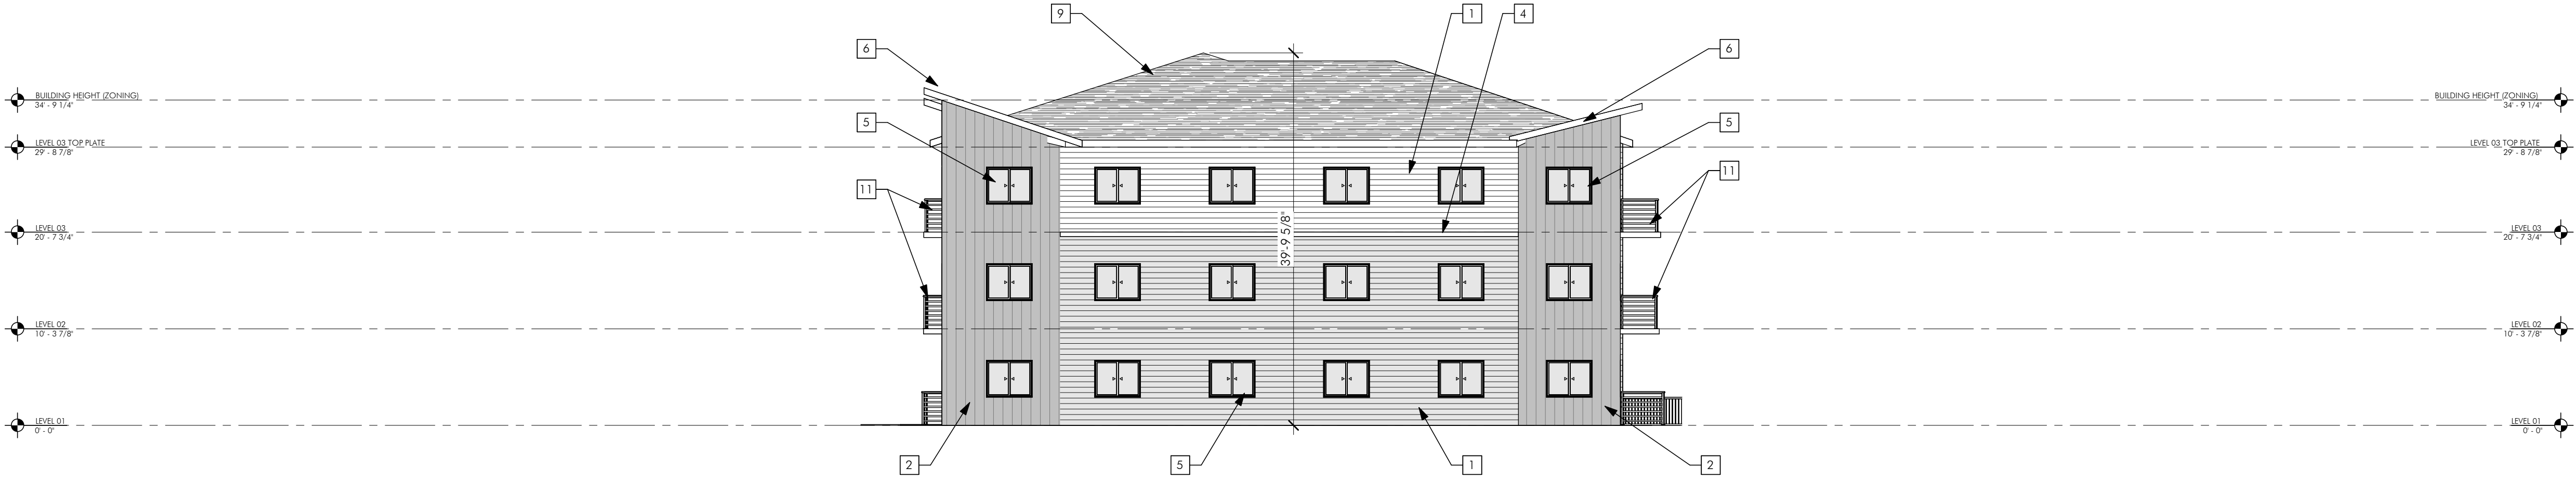 9
1
4
6
6
BUILDING HEIGHT (ZONING)
34' - 9 1/4"
BUILDING HEIGHT (ZONING)
34' - 9 1/4"
5
5
LEVEL 03 TOP PLATE
29' - 8 7/8"
LEVEL 03 TOP PLATE
29' - 8 7/8"
11
11
LEVEL 03
20' - 7 3/4"
39'-9 5/8"
LEVEL 03
20' - 7 3/4"
LEVEL 02
10' - 3 7/8"
LEVEL 02
10' - 3 7/8"
LEVEL 01
0' - 0"
LEVEL 01
0' - 0"
2
5
1
2